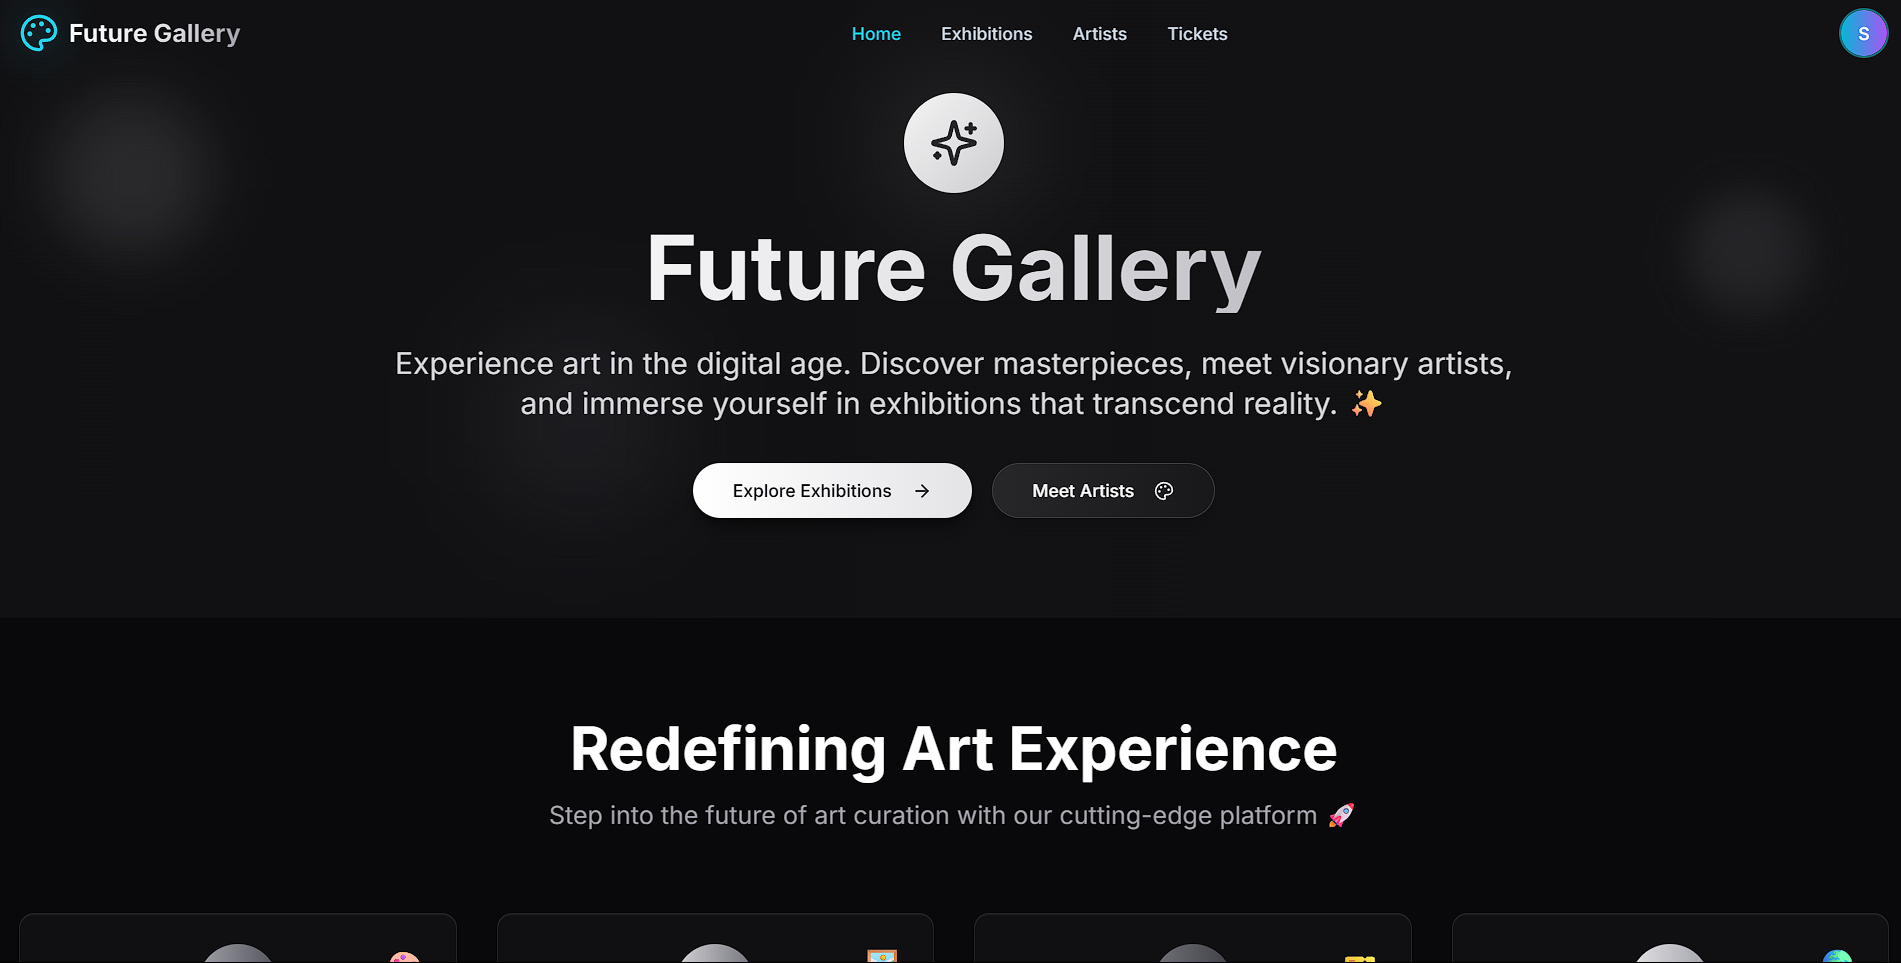 Future Gallery
Home
Exhibitions
Artists
Tickets
S
Future Gallery
Experience art in the digital age. Discover masterpieces, meet visionary artists,
and immerse yourself in exhibitions that transcend reality. ✨
Explore Exhibitions
Meet Artists
Redefining Art Experience
Step into the future of art curation with our cutting-edge platform 🚀